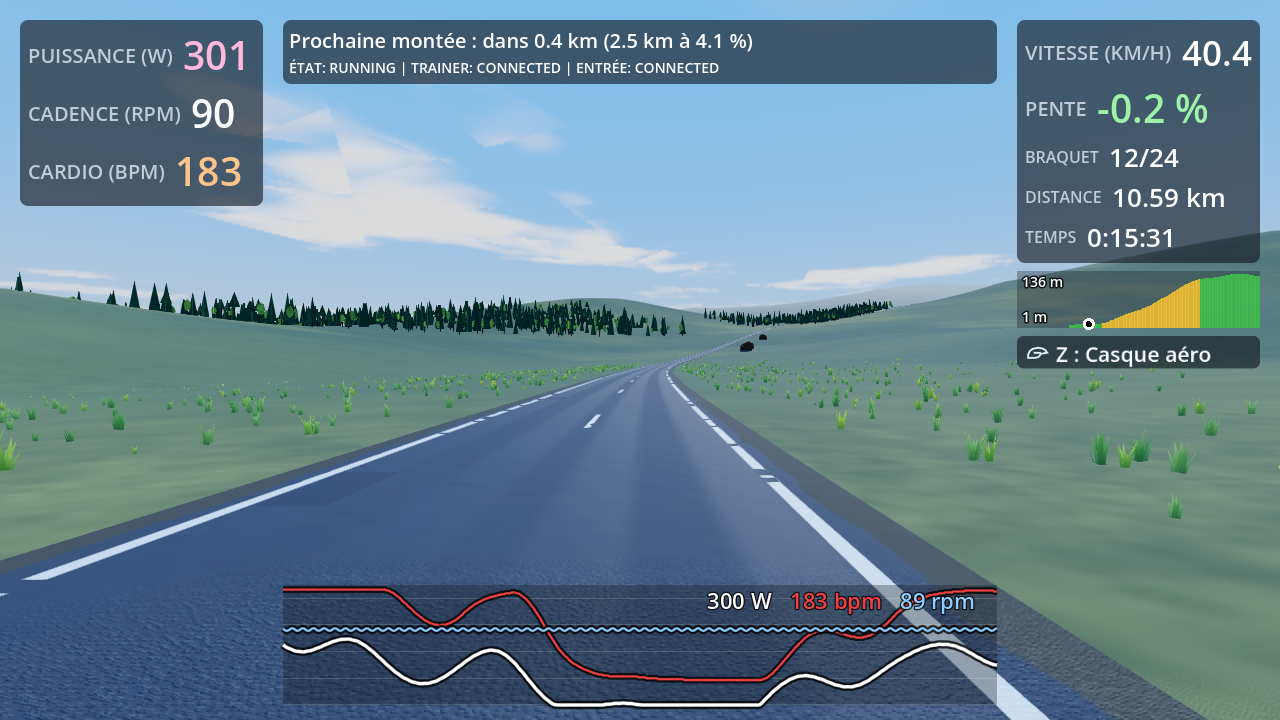 PUISSANCE (W) 301
CADENCE (RPM) 90
CARDIO (BPM) 183
Prochaine montée : dans 0.4 km (2.5 km à 4.1 %)
ÉTAT: RUNNING | TRAINER: CONNECTED | ENTRÉE: CONNECTED
VITESSE (KM/H) 40.4
PENTE -0.2 %
BRAQUET 12/24
DISTANCE 10.59 km
TEMPS 0:15:31
136 m
1 m
Z : Casque aéro
300 W 183 bpm 89 rpm